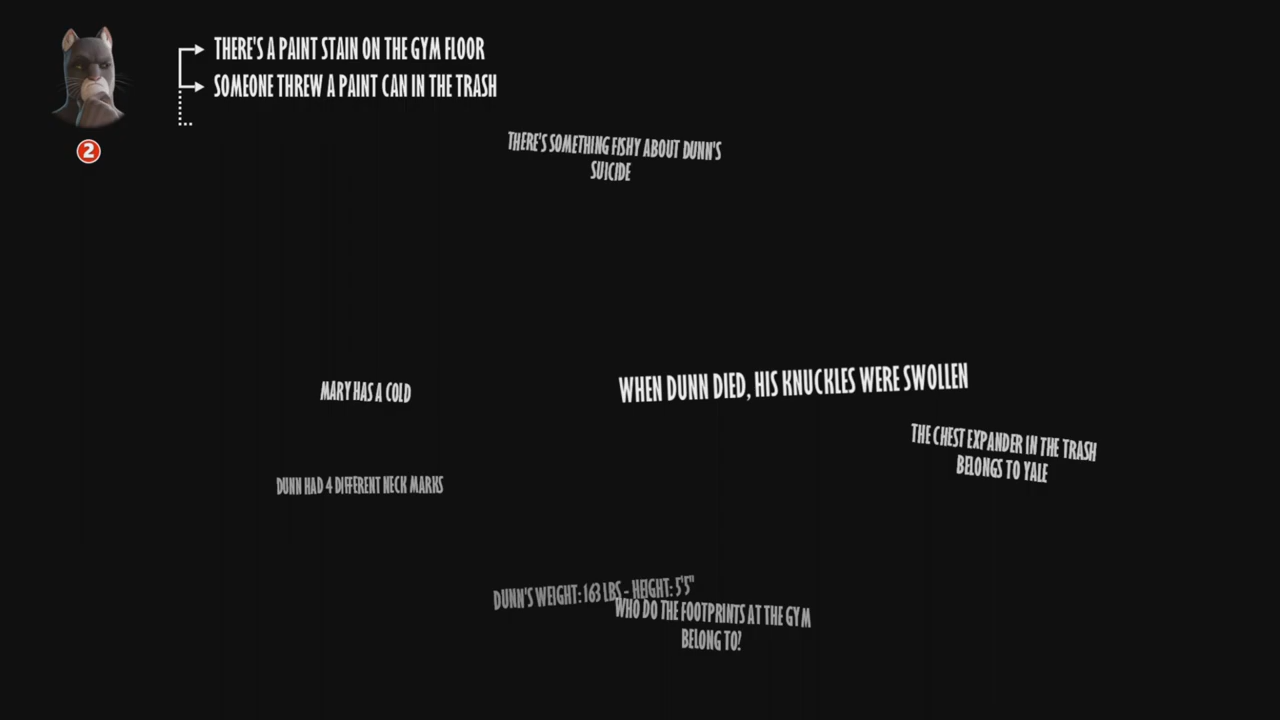 THERE'S A PAINT STAIN ON THE GYM FLOOR
SOMEONE THREW A PAINT CAN IN THE TRASH
...
2
THERE'S SOMETHING FISHY ABOUT DUNN'S
SUICIDE
MARY HAS A COLD
WHEN DUNN DIED, HIS KNUCKLES WERE SWOLLEN
THE CHEST EXPANDER IN THE TRASH
BELONGS TO YALE
DUNN HAD 4 DIFFERENT NECK MARKS
DUNN'S WEIGHT: 163 LBS - HEIGHT: 5'5"
WHO DO THE FOOTPRINTS AT THE GYM
BELONG TO?